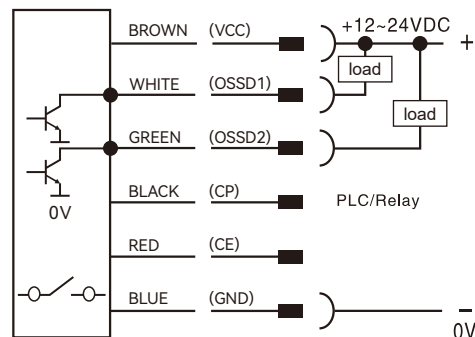 BROWN (VCC) +12~24VDC +
load
WHITE (OSSD1)
load
GREEN (OSSD2)
BLACK (CP) PLC/Relay
0V
RED (CE)
BLUE (GND) −
0V